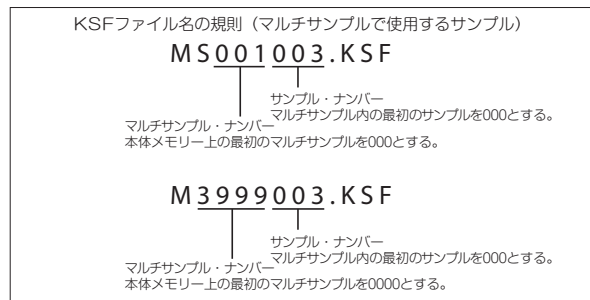 KSFファイル名の規則（マルチサンプルで使用するサンプル）
MS001003.KSF
サンプル・ナンバー
マルチサンプル内の最初のサンプルを000とする。
マルチサンプル・ナンバー
本体メモリー上の最初のマルチサンプルを000とする。
M3999003.KSF
サンプル・ナンバー
マルチサンプル内の最初のサンプルを000とする。
マルチサンプル・ナンバー
本体メモリー上の最初のマルチサンプルを0000とする。